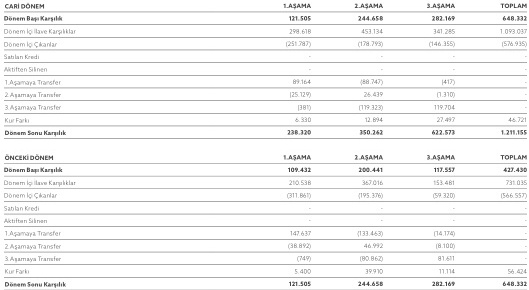 CARİ DÖNEM 1.AŞAMA 2.AŞAMA 3.AŞAMA TOPLAM
Dönem Başı Karşılık 121.505 244.658 282.169 648.332
Dönem İçi İlave Karşılıklar 298.618 453.134 341.285 1.093.037
Dönem İçi Çıkanlar (251.787) (178.793) (146.355) (576.935)
Satılan Kredi - - - -
Aktiften Silinen - - - -
1.Aşamaya Transfer 89.164 (88.747) (417) -
2.Aşamaya Transfer (25.129) 26.439 (1.310) -
3.Aşamaya Transfer (381) (119.323) 119.704 -
Kur Farkı 6.330 12.894 27.497 46.721
Dönem Sonu Karşılık 238.320 350.262 622.573 1.211.155
ÖNCEKİ DÖNEM 1.AŞAMA 2.AŞAMA 3.AŞAMA TOPLAM
Dönem Başı Karşılık 109.432 200.441 117.557 427.430
Dönem İçi İlave Karşılıklar 210.538 367.016 153.481 731.035
Dönem İçi Çıkanlar (311.861) (195.376) (59.320) (566.557)
Satılan Kredi - - - -
Aktiften Silinen - - - -
1.Aşamaya Transfer 147.637 (133.463) (14.174) -
2.Aşamaya Transfer (38.892) 46.992 (8.100) -
3.Aşamaya Transfer (749) (80.862) 81.611 -
Kur Farkı 5.400 39.910 11.114 56.424
Dönem Sonu Karşılık 121.505 244.658 282.169 648.332